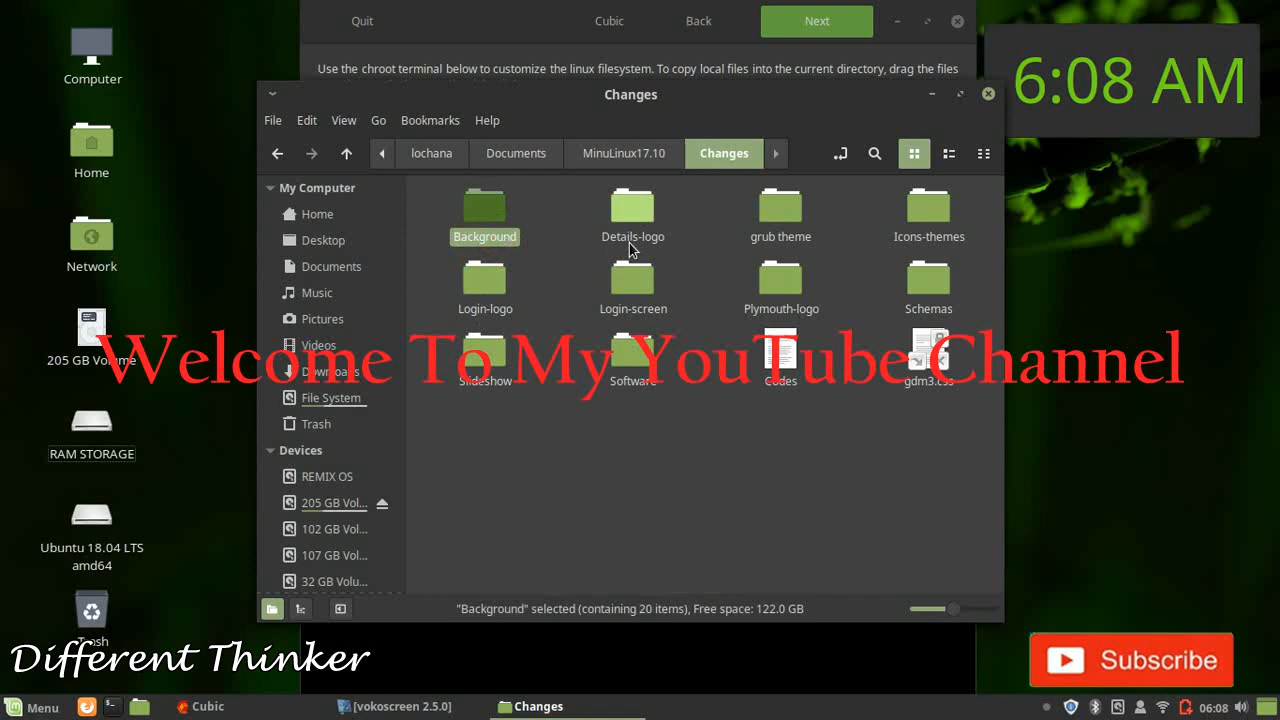 Quit
Cubic
Back
Next
Use the chroot terminal below to customize the linux filesystem. To copy local files into the current directory, drag the files
6:08 AM
Changes
File Edit View Go Bookmarks Help
lochana
Documents
MinuLinux17.10
Changes
My Computer
Home
Desktop
Documents
Music
Pictures
Videos
Downloads
File System
Trash
Devices
REMIX OS
205 GB Vol...
102 GB Vol...
107 GB Vol...
32 GB Volu...
Background
Details-logo
grub theme
Icons-themes
Login-logo
Login-screen
Plymouth-logo
Schemas
Slideshow
Software
Codes
gdm3.css
"Background" selected (containing 20 items), Free space: 122.0 GB
Computer
Home
Network
205 GB Volume
RAM STORAGE
Ubuntu 18.04 LTS
amd64
Trash
Welcome To My YouTube Channel
Different Thinker
Subscribe
Menu
Cubic
[vokoscreen 2.5.0]
Changes
06:08